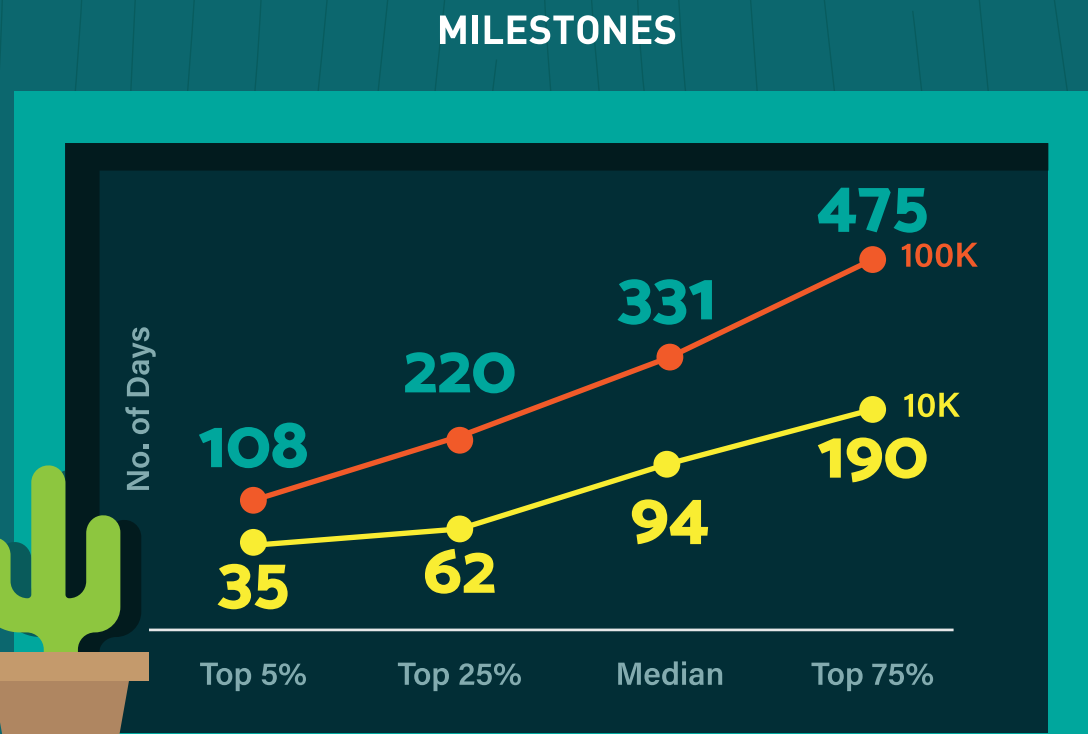 MILESTONES
No. of Days
475
100K
331
220
108
10K
190
94
62
35
Top 5%
Top 25%
Median
Top 75%